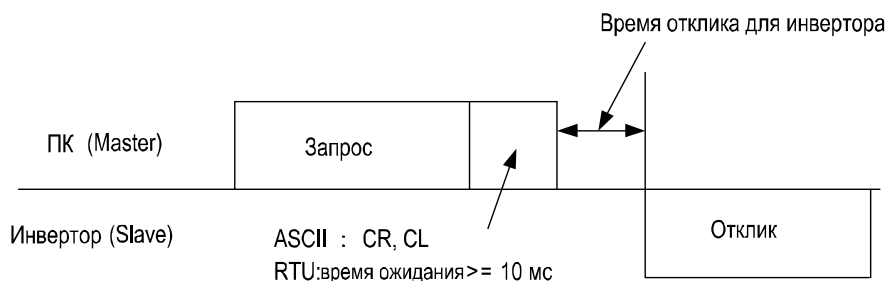 Время отклика для инвертора
ПК (Master)
Запрос
Инвертор (Slave)
ASCII : CR, CL
RTU:время ожидания>= 10 мс
Отклик